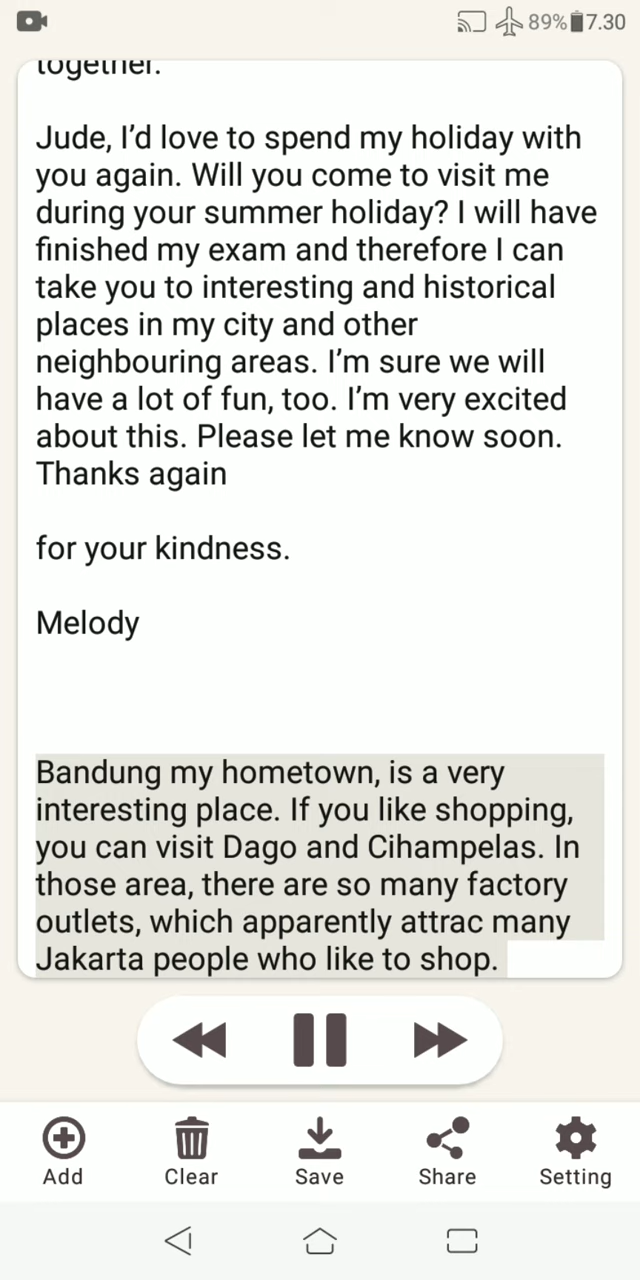 89% 7.30
together.
Jude, I’d love to spend my holiday with
you again. Will you come to visit me
during your summer holiday? I will have
finished my exam and therefore I can
take you to interesting and historical
places in my city and other
neighbouring areas. I’m sure we will
have a lot of fun, too. I’m very excited
about this. Please let me know soon.
Thanks again
for your kindness.
Melody
Bandung my hometown, is a very
interesting place. If you like shopping,
you can visit Dago and Cihampelas. In
those area, there are so many factory
outlets, which apparently attrac many
Jakarta people who like to shop.
Add Clear Save Share Setting